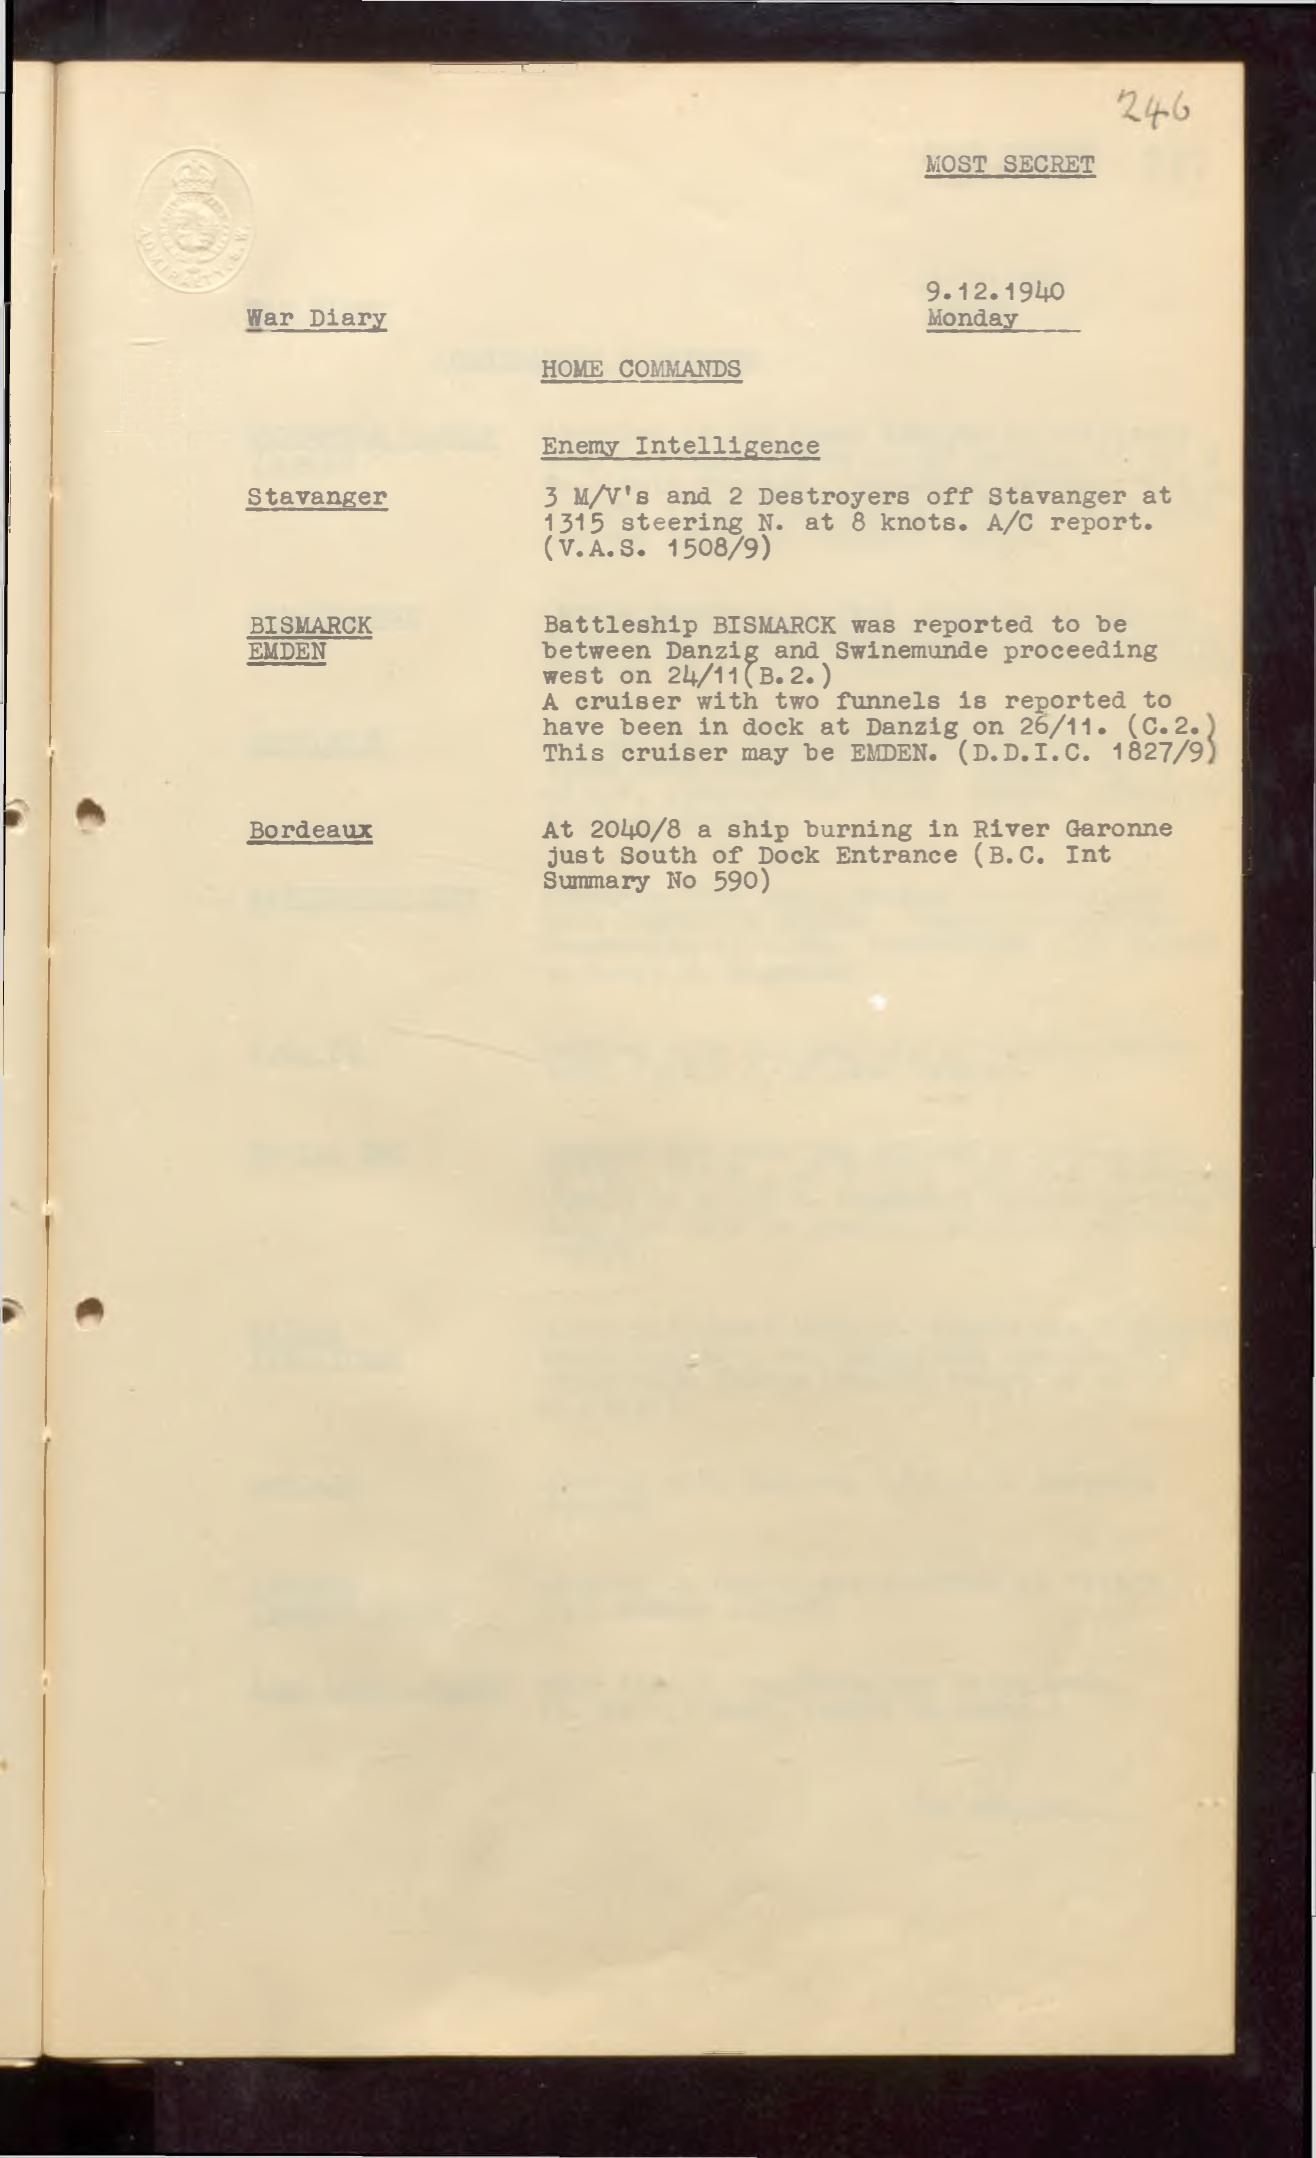 246
MOST SECRET
ADMIRALTY. S.W.
9.12.1940
War Diary
Monday
HOME COMMANDS
Enemy Intelligence
Stavanger
3 M/V's and 2 Destroyers off Stavanger at
1315 steering N. at 8 knots. A/C report.
(V.A.S. 1508/9)
BISMARCK
EMDEN
Battleship BISMARCK was reported to be
between Danzig and Swinemunde proceeding
west on 24/11(B.2.)
A cruiser with two funnels is reported to
have been in dock at Danzig on 26/11. (C.2.)
This cruiser may be EMDEN. (D.D.I.C. 1827/9)
Bordeaux
At 2040/8 a ship burning in River Garonne
just South of Dock Entrance (B.C. Int
Summary No 590)